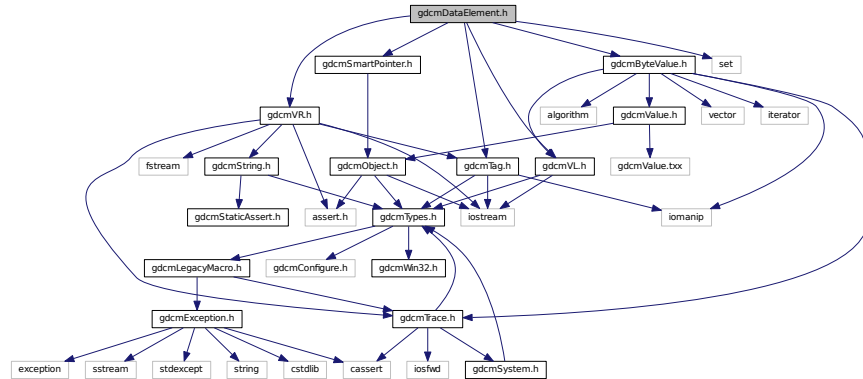 gdcmDataElement.h
gdcmSmartPointer.h
gdcmByteValue.h
set
gdcmVR.h
algorithm
gdcmValue.h
vector
iterator
fstream
gdcmString.h
gdcmObject.h
gdcmTag.h
gdcmVL.h
gdcmValue.txx
gdcmStaticAssert.h
assert.h
gdcmTypes.h
iostream
iomanip
gdcmLegacyMacro.h
gdcmConfigure.h
gdcmWin32.h
gdcmException.h
gdcmTrace.h
exception
sstream
stdexcept
string
cstdlib
cassert
iosfwd
gdcmSystem.h